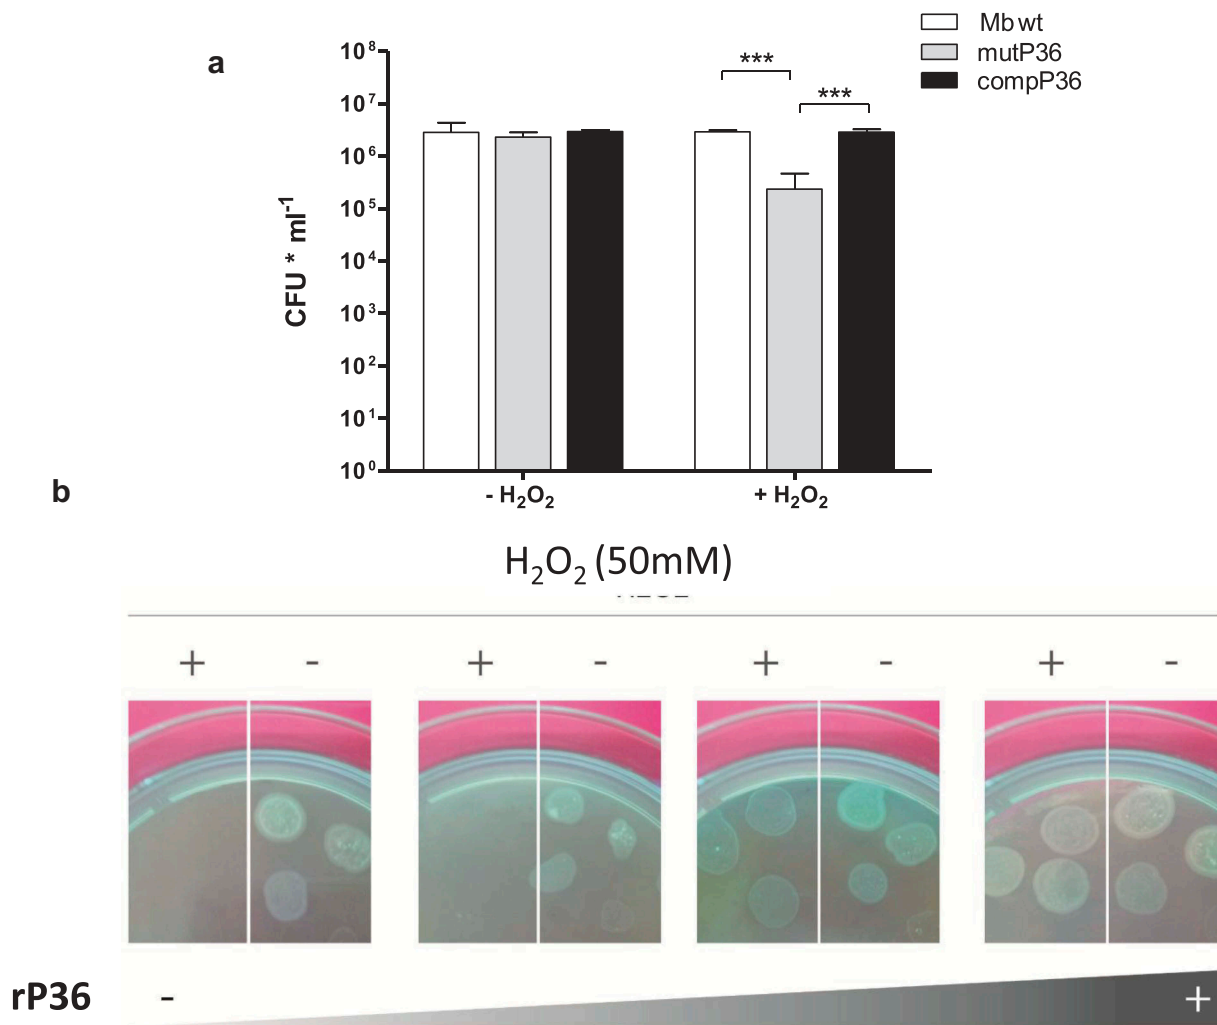 a
Mb wt
mutP36
compP36
***
***
10⁸
10⁷
10⁶
10⁵
10⁴
10³
10²
10¹
10⁰
CFU * ml⁻¹
- H₂O₂
+ H₂O₂
b
H₂O₂ (50mM)
+ - + - + - + -
rP36 - +